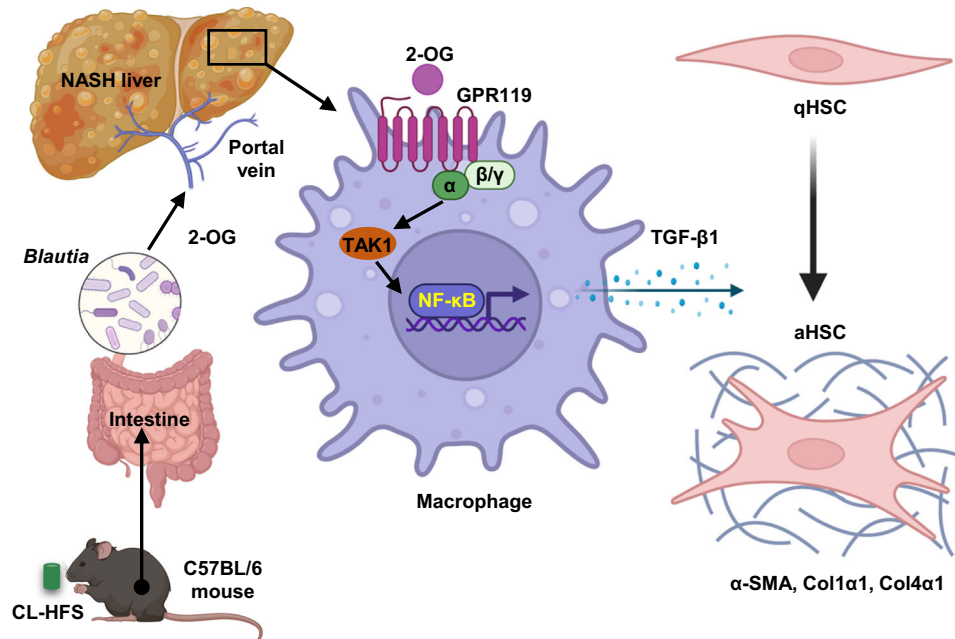 NASH liver
Portal
vein
2-OG
Blautia
Intestine
C57BL/6
mouse
CL-HFS
2-OG
GPR119
α
β/γ
TAK1
NF-κB
Macrophage
TGF-β1
qHSC
aHSC
α-SMA, Col1α1, Col4α1